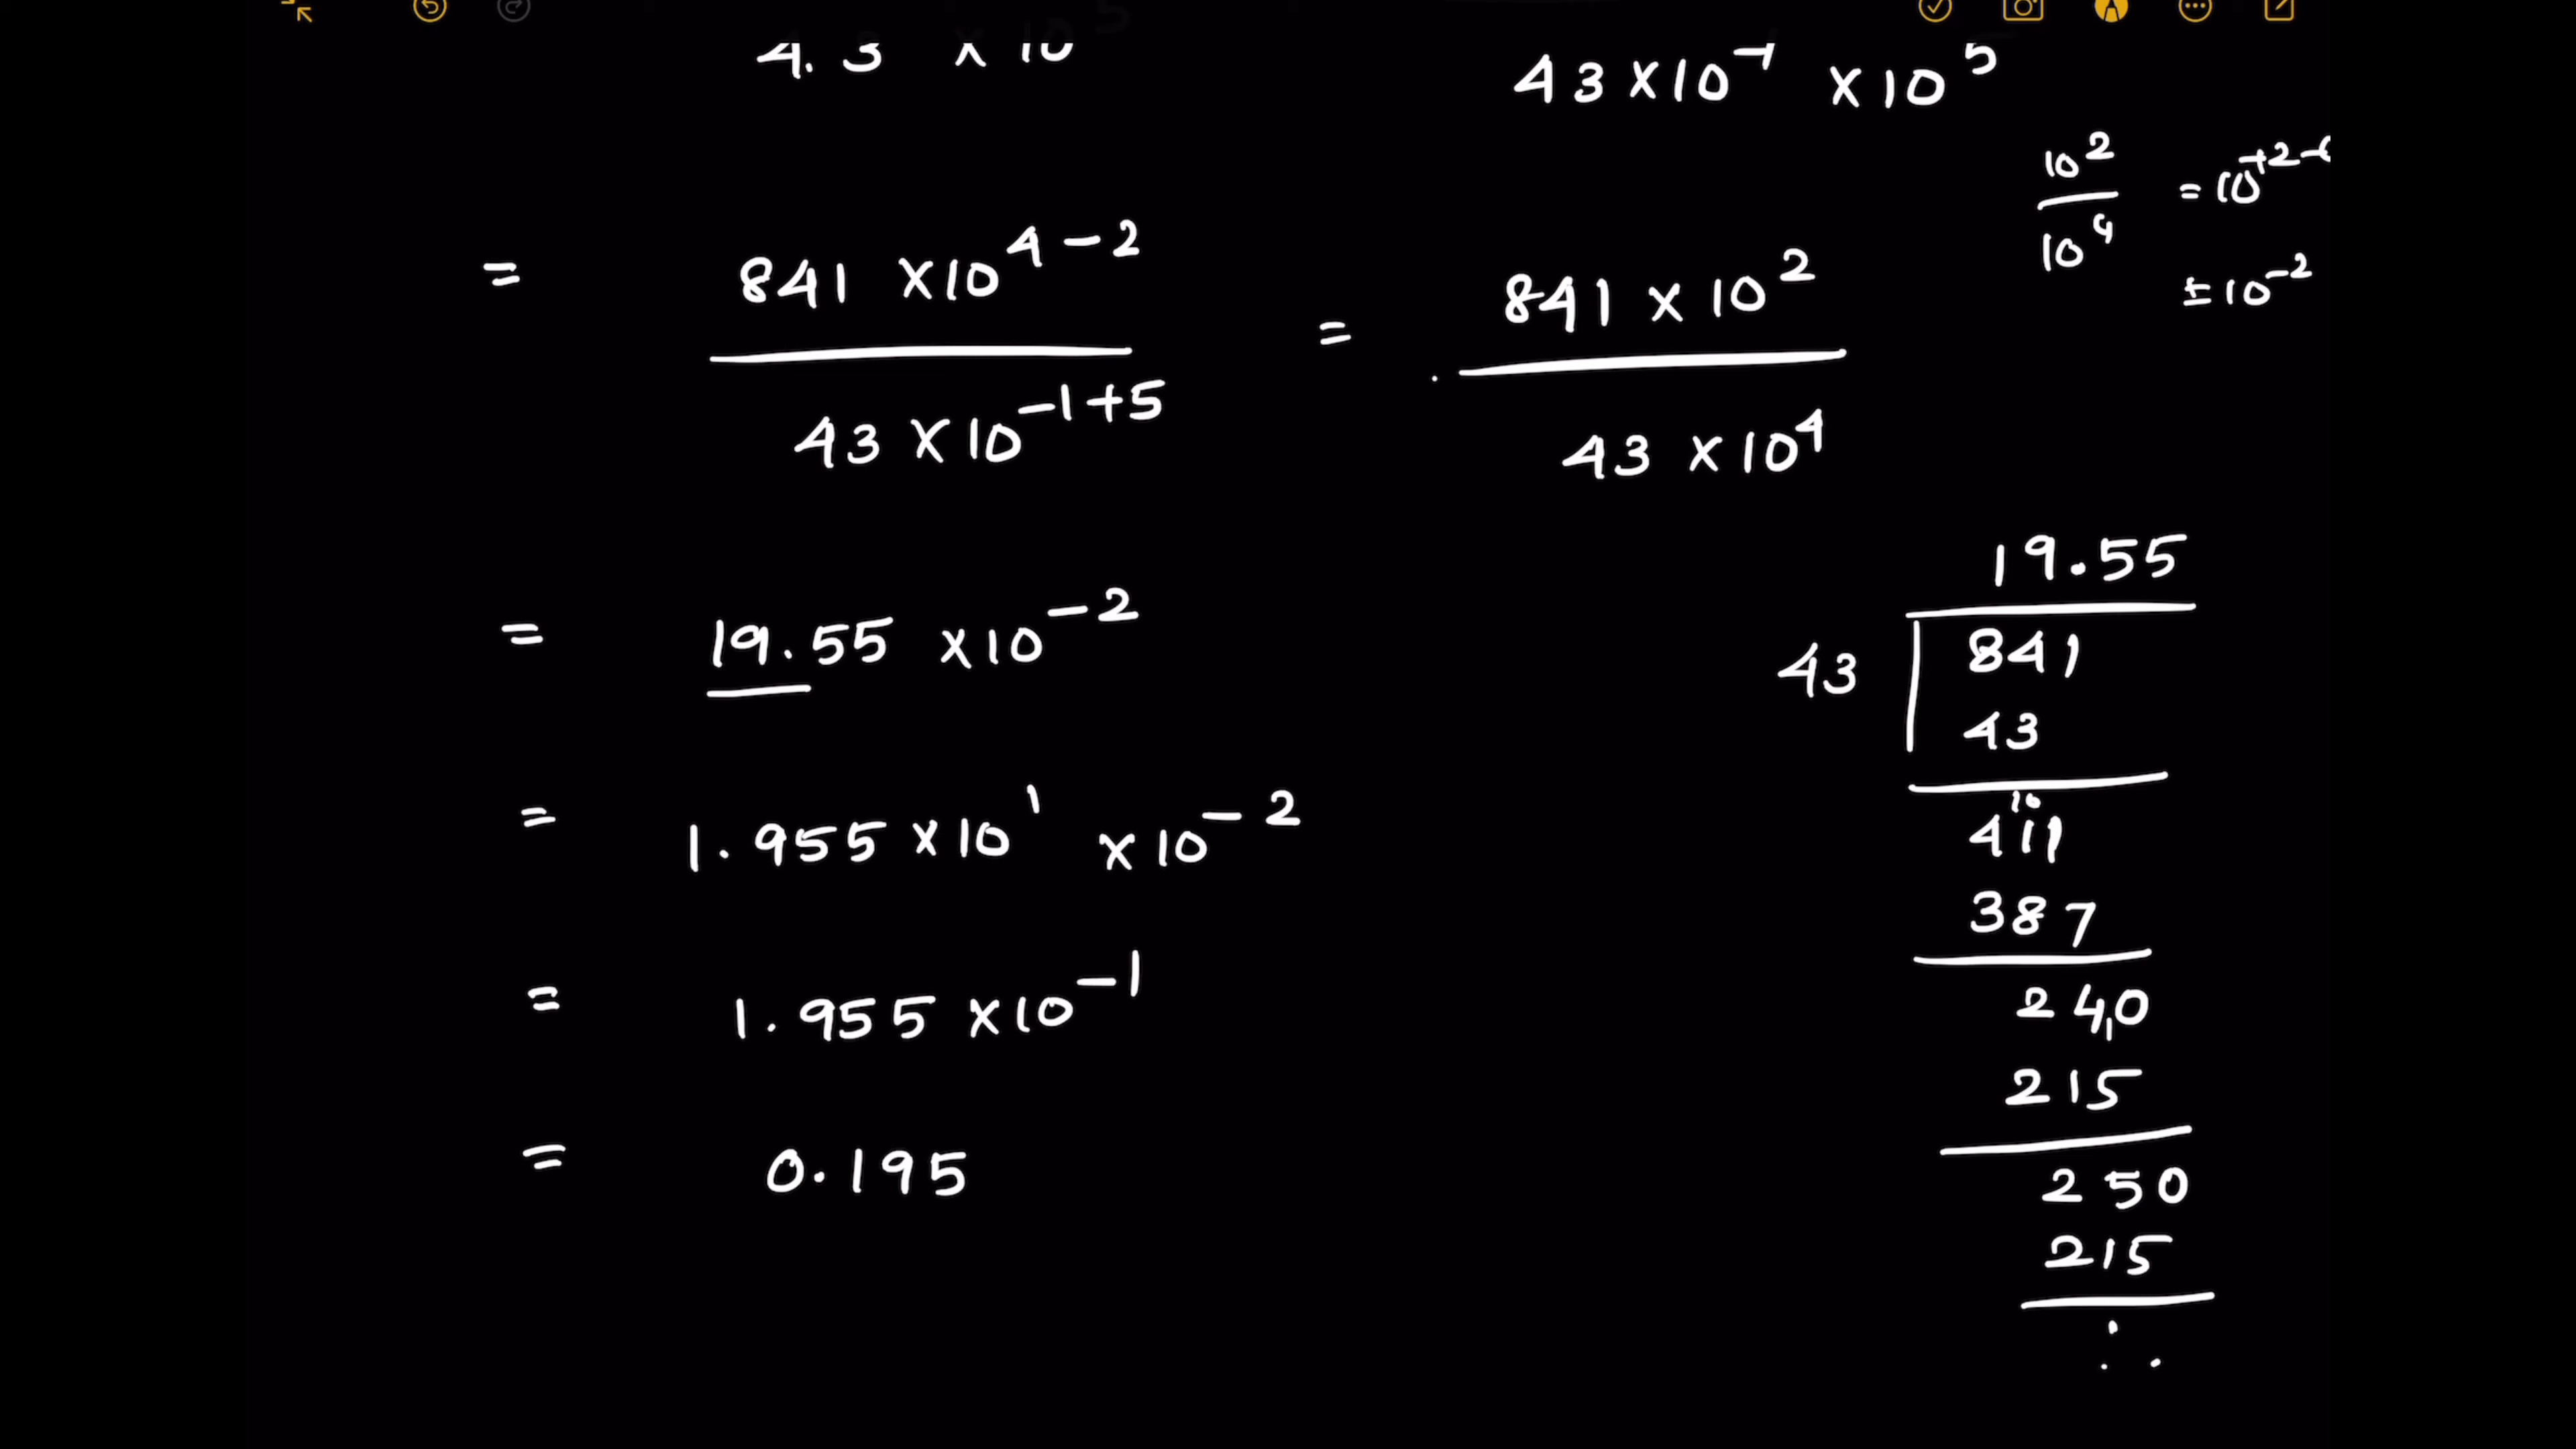 4.3 × 10
43 × 10⁻¹ × 10⁵
10²
10⁴
= 10⁺²⁻
= 10⁻²
= 841 × 10⁴⁻²
43 × 10⁻¹⁺⁵
= 841 × 10²
43 × 10⁴
= 19.55 × 10⁻²
= 1.955 × 10¹ × 10⁻²
= 1.955 × 10⁻¹
= 0.195
19.55
43 841
43
10
411
387
240
215
250
215